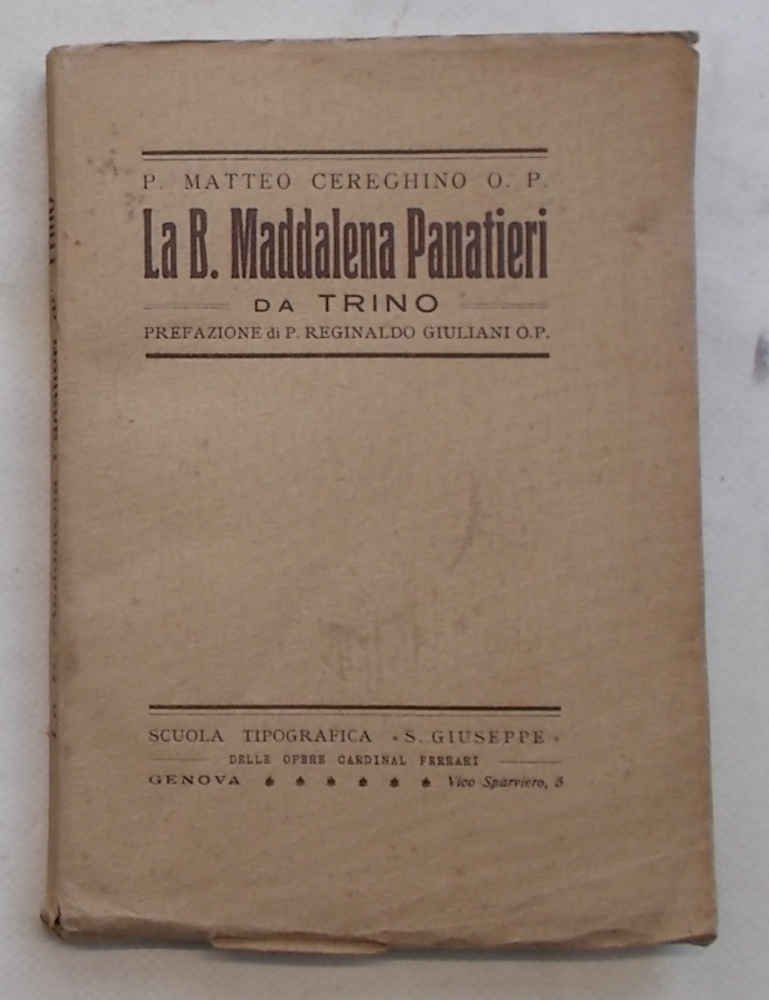 P. MATTEO CEREGHINO O. P.
La B. Maddalena Panatieri
DA TRINO
PREFAZIONE di P. REGINALDO GIULIANI O.P.
SCUOLA TIPOGRAFICA «S. GIUSEPPE»
DELLE OPERE CARDINAL FERRARI
GENOVA Vico Sparviero, 5